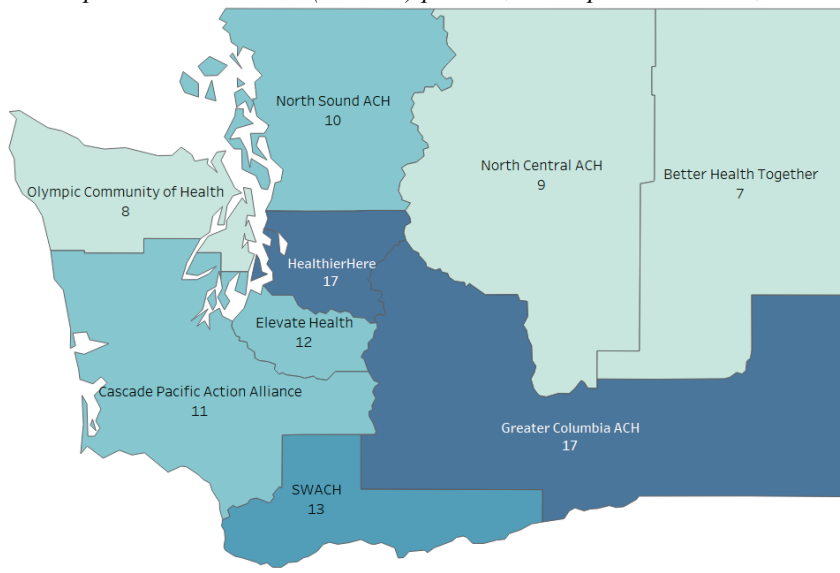 North Sound ACH
10
North Central ACH
9
Better Health Together
7
Olympic Community of Health
8
HealthierHere
17
Elevate Health
12
Cascade Pacific Action Alliance
11
Greater Columbia ACH
17
SWACH
13